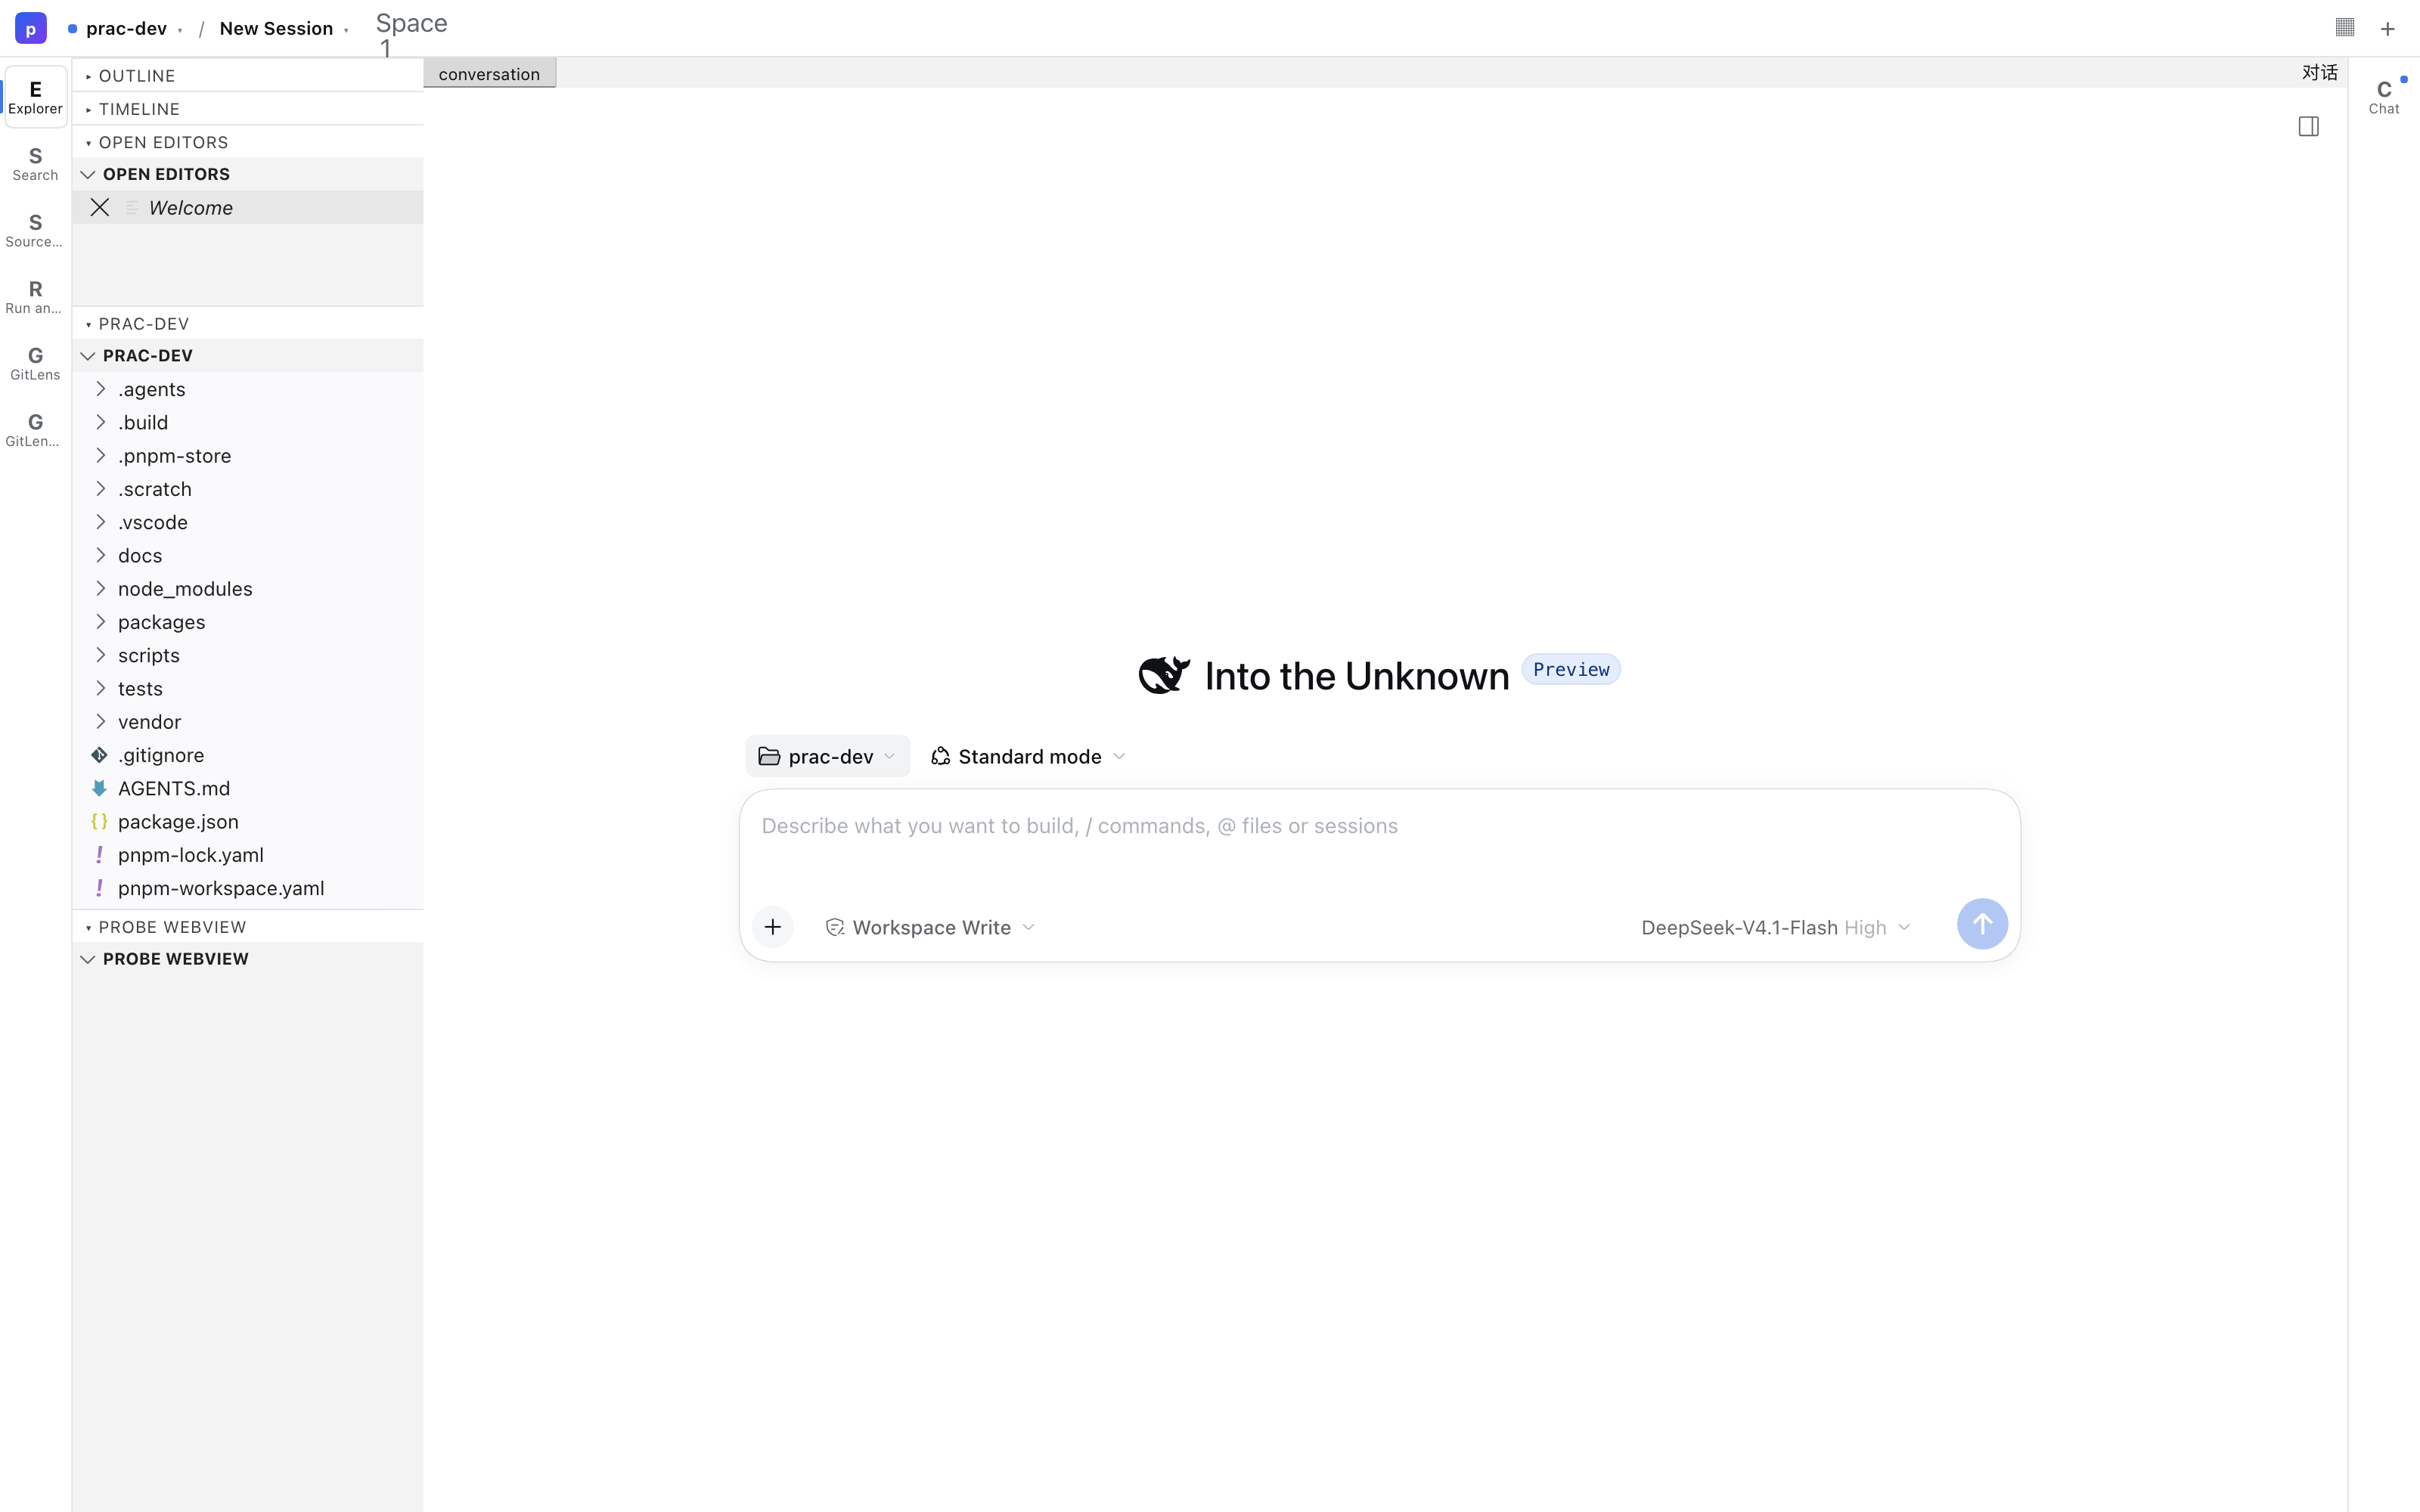 p prac-dev / New Session Space 1
E
Explorer
S
Search
S
Source...
R
Run an...
G
GitLens
G
GitLen...
OUTLINE
TIMELINE
OPEN EDITORS
OPEN EDITORS
Welcome
PRAC-DEV
PRAC-DEV
.agents
.build
.pnpm-store
.scratch
.vscode
docs
node_modules
packages
scripts
tests
vendor
.gitignore
AGENTS.md
{} package.json
! pnpm-lock.yaml
! pnpm-workspace.yaml
PROBE WEBVIEW
PROBE WEBVIEW
conversation
对话
Into the Unknown Preview
prac-dev Standard mode
Describe what you want to build, / commands, @ files or sessions
Workspace Write DeepSeek-V4.1-Flash High
C
Chat